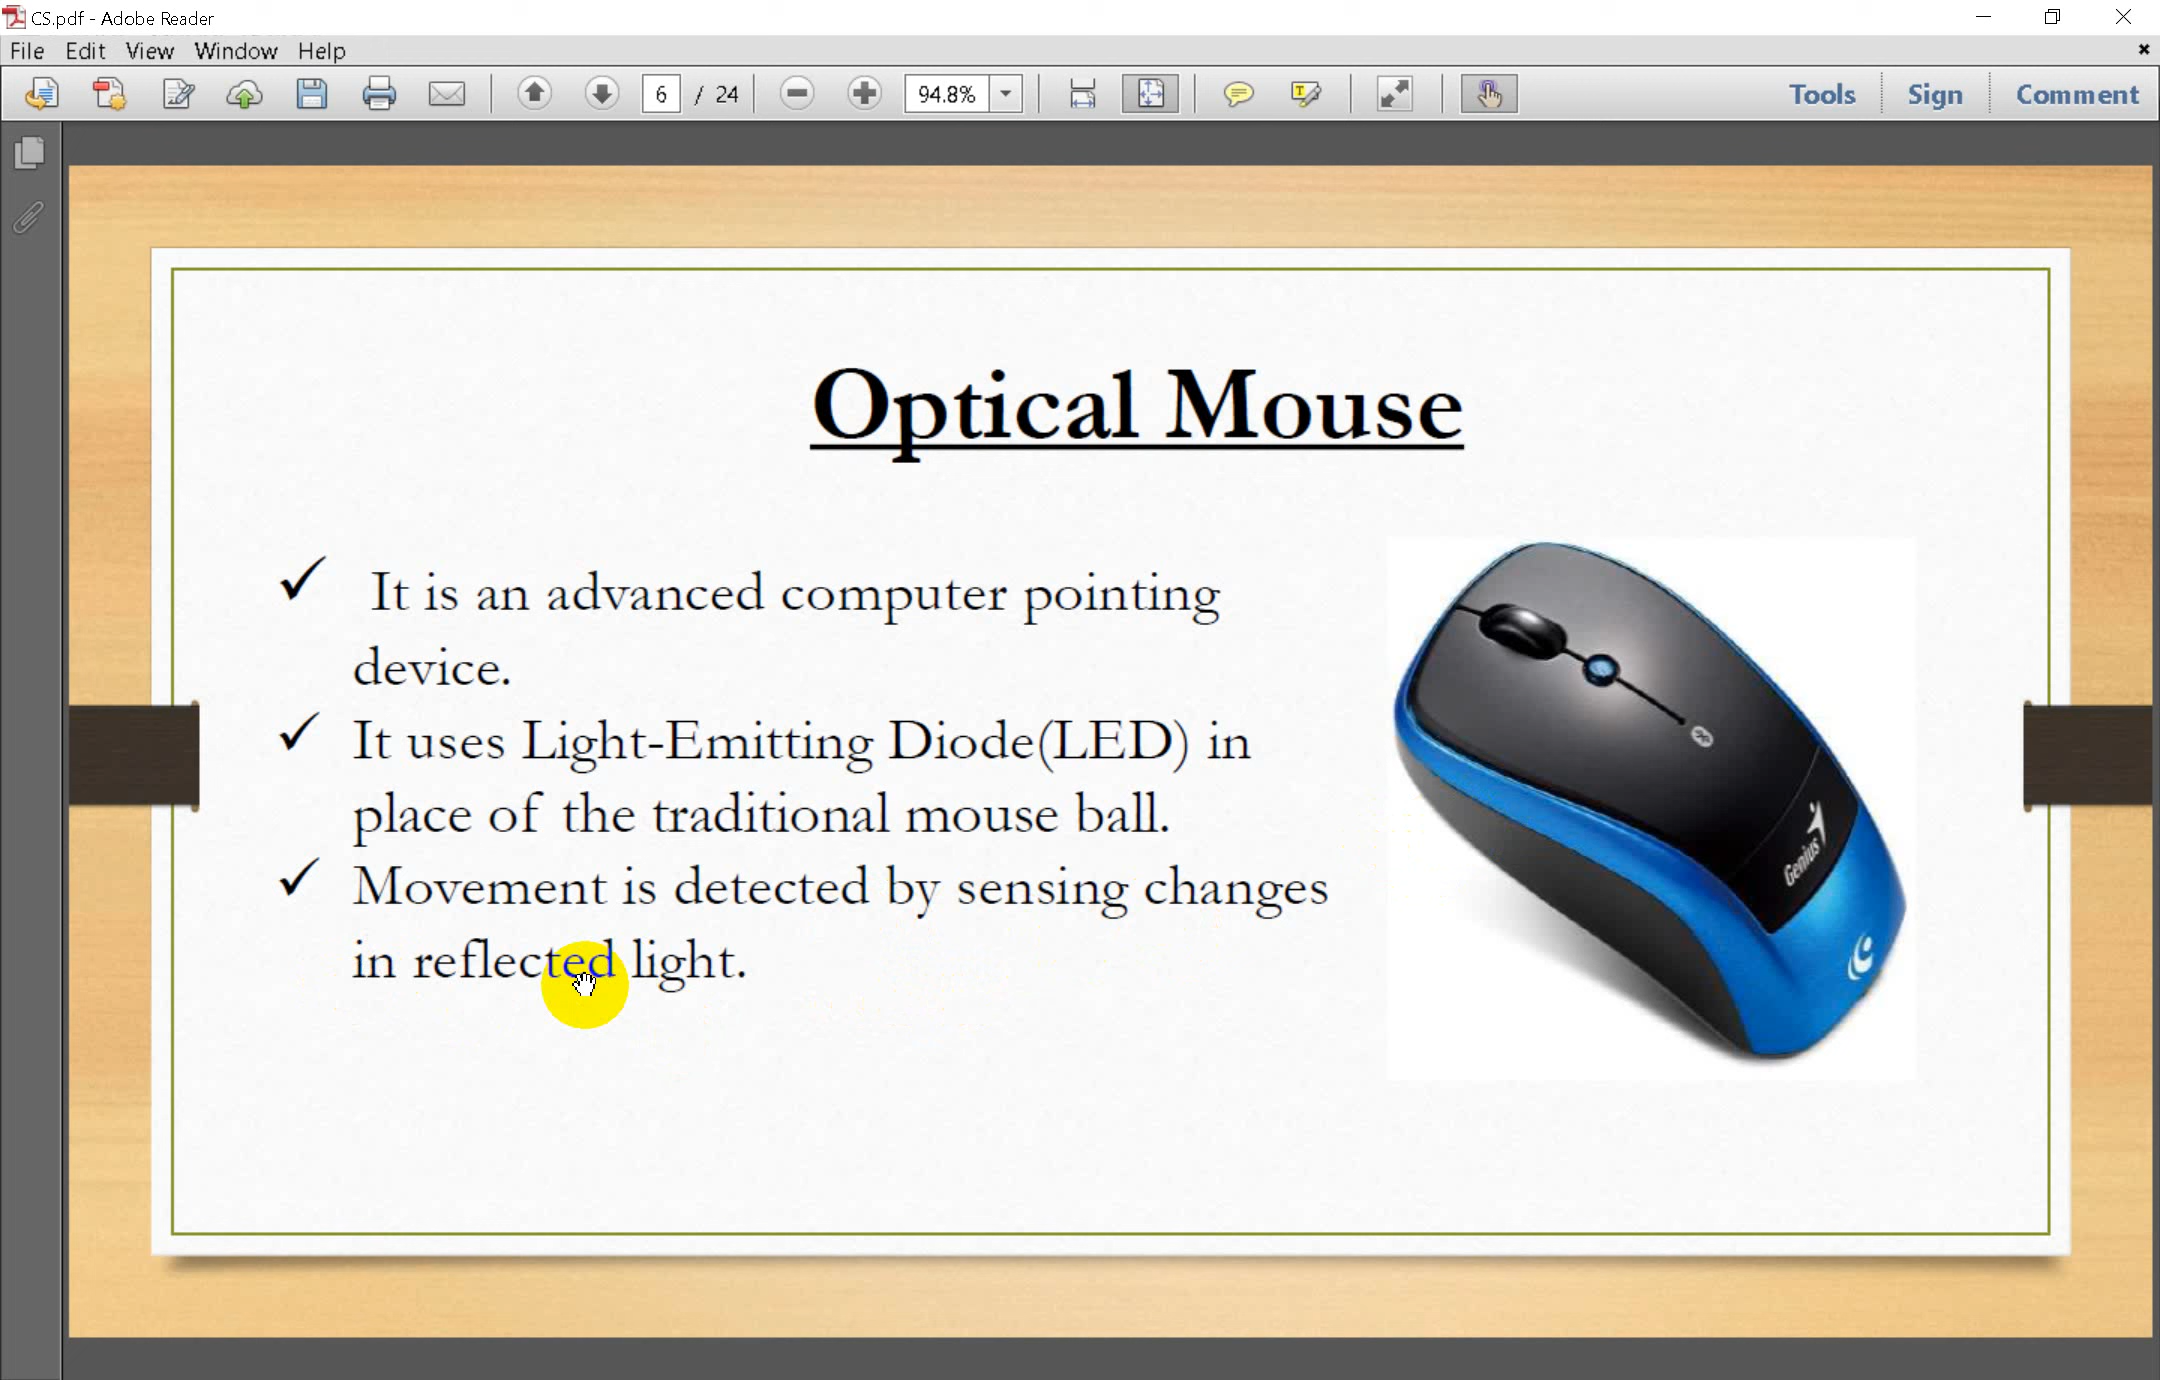 CS.pdf - Adobe Reader
File Edit View Window Help
6 / 24 94.8% Tools Sign Comment
Optical Mouse
✓ It is an advanced computer pointing
device.
✓ It uses Light-Emitting Diode(LED) in
place of the traditional mouse ball.
✓ Movement is detected by sensing changes
in reflected light.
Genius